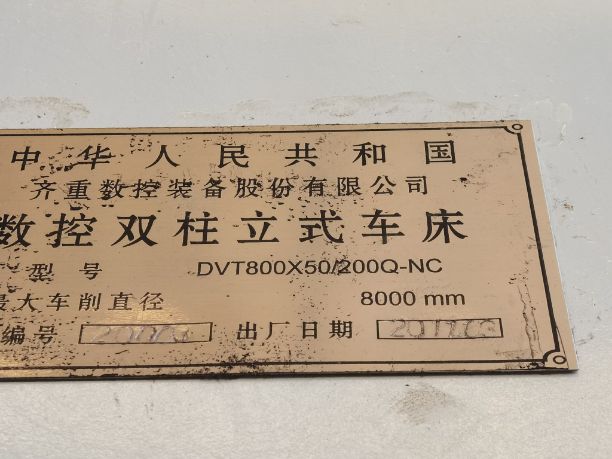 中华人民共和国
齐重数控装备股份有限公司
数控双柱立式车床
型号 DVT800X50/200Q-NC
最大车削直径 8000 mm
编号 出厂日期